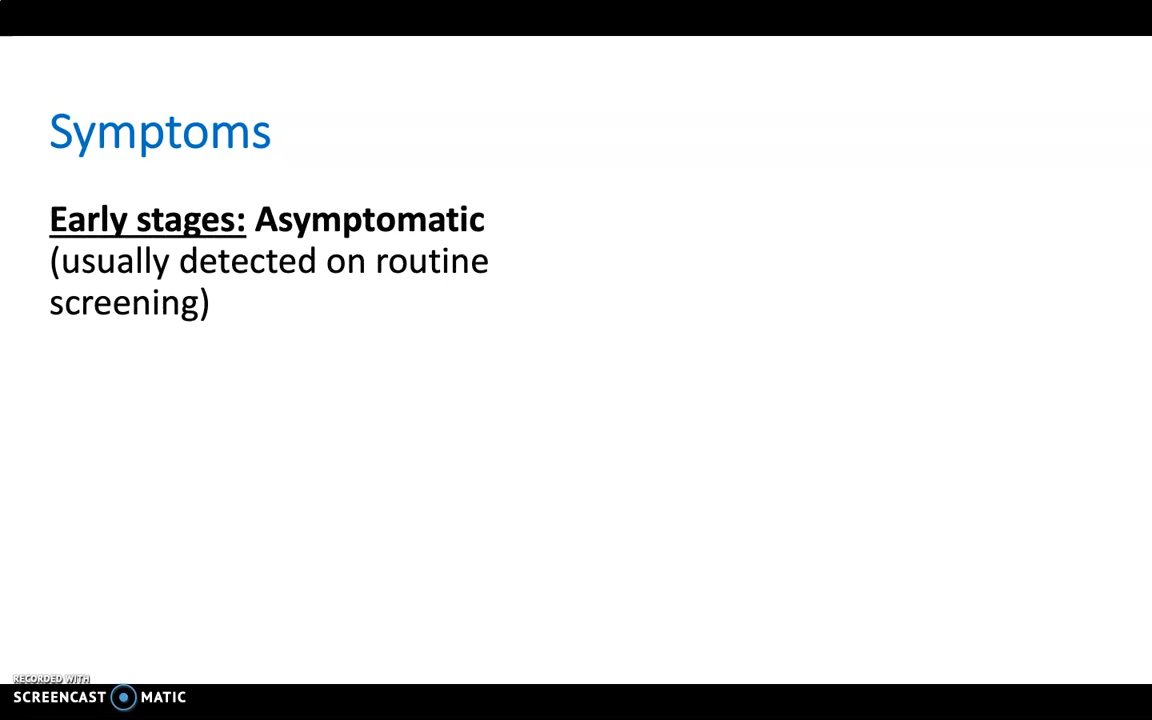 Symptoms
Early stages: Asymptomatic
(usually detected on routine
screening)
RECORDED WITH
SCREENCAST MATIC